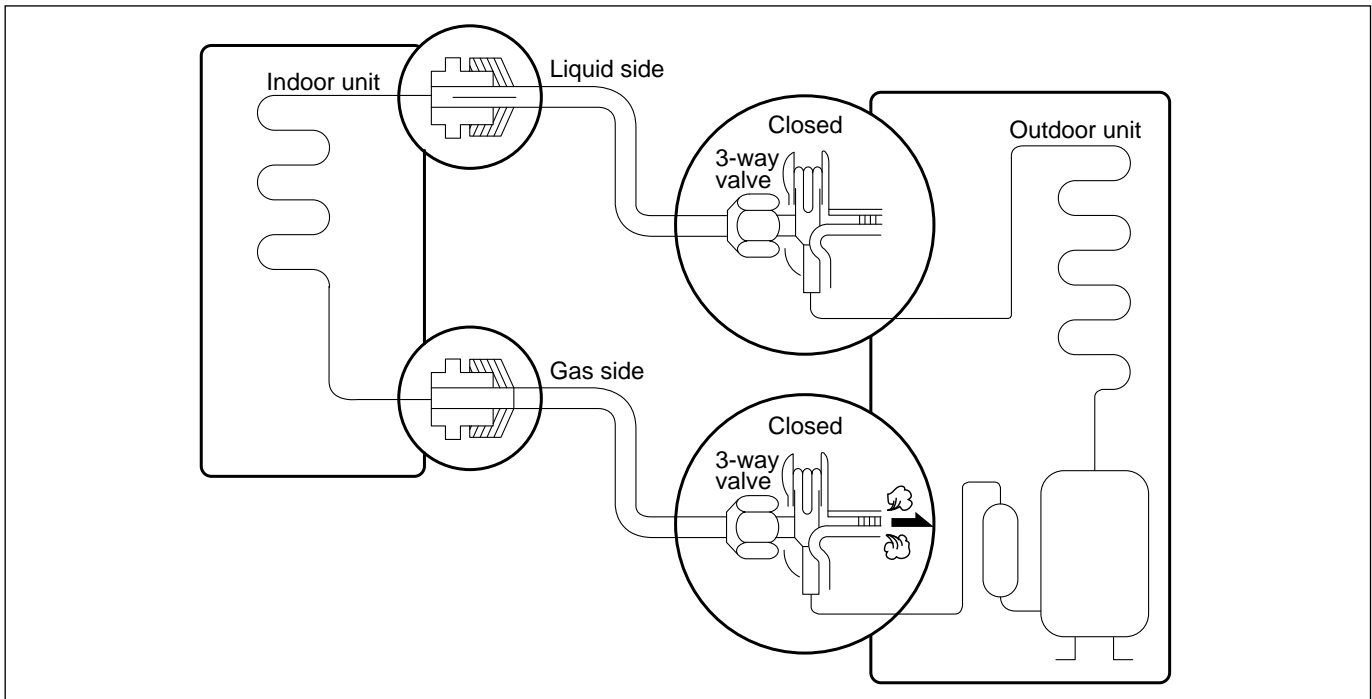 Indoor unit
Liquid side
Closed
3-way
valve
Outdoor unit
Gas side
Closed
3-way
valve